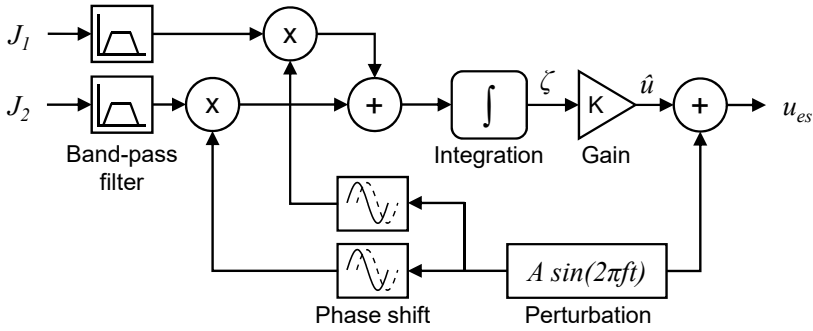 J1
x
J2
x
+
∫
ζ
K
û
+
u_es
Band-pass
filter
Integration
Gain
A sin(2πft)
Phase shift
Perturbation